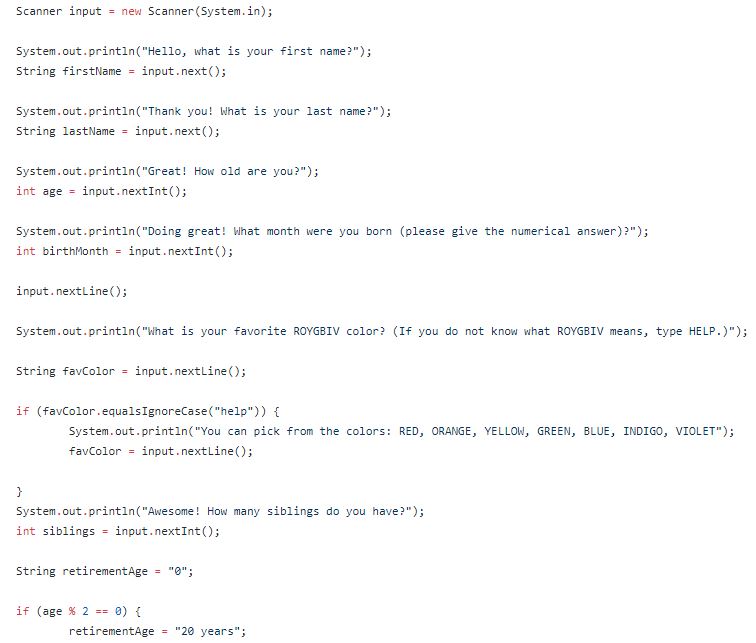 Scanner input = new Scanner(System.in);
System.out.println("Hello, what is your first name?");
String firstName = input.next();
System.out.println("Thank you! What is your last name?");
String lastName = input.next();
System.out.println("Great! How old are you?");
int age = input.nextInt();
System.out.println("Doing great! What month were you born (please give the numerical answer)?");
int birthMonth = input.nextInt();
input.nextLine();
System.out.println("What is your favorite ROYGBIV color? (If you do not know what ROYGBIV means, type HELP.)");
String favColor = input.nextLine();
if (favColor.equalsIgnoreCase("help")) {
System.out.println("You can pick from the colors: RED, ORANGE, YELLOW, GREEN, BLUE, INDIGO, VIOLET");
favColor = input.nextLine();
}
System.out.println("Awesome! How many siblings do you have?");
int siblings = input.nextInt();
String retirementAge = "0";
if (age % 2 == 0) {
retirementAge = "20 years";